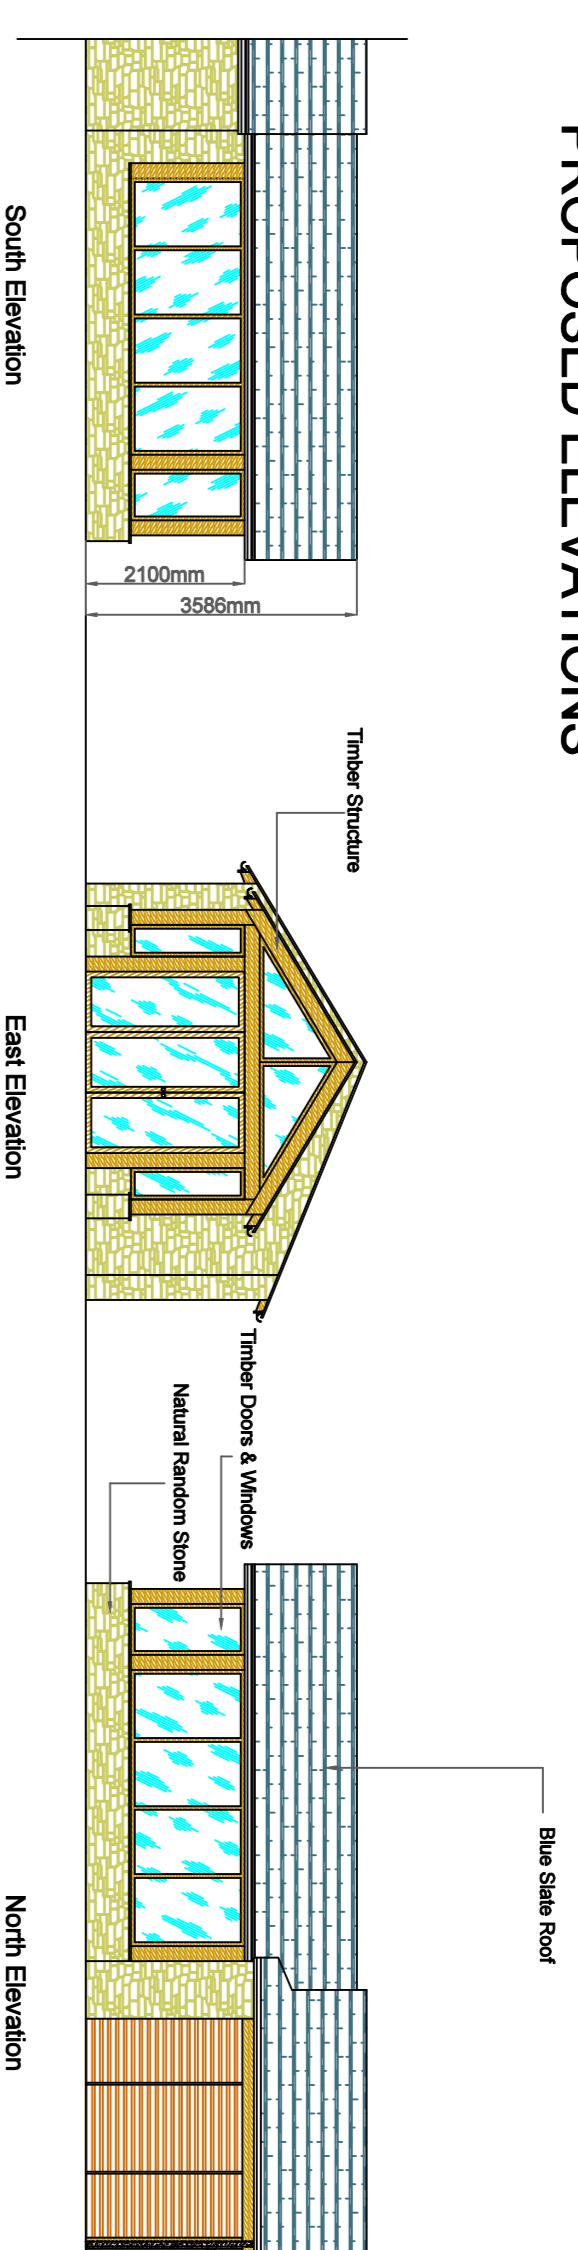 PROPOSED ELEVATIONS
Blue Slate Roof
Timber Structure
Timber Doors & Windows
Natural Random Stone
2100mm
3586mm
South Elevation
East Elevation
North Elevation